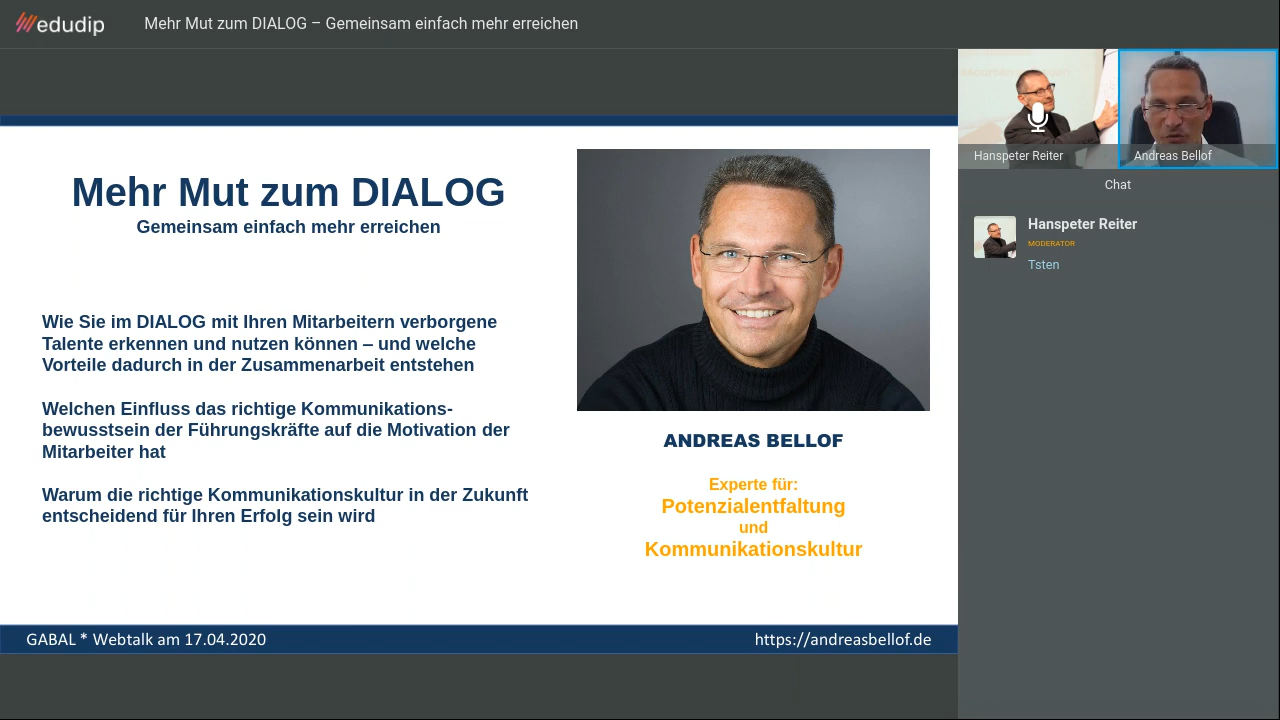 edudip
Mehr Mut zum DIALOG – Gemeinsam einfach mehr erreichen
Mehr Mut zum DIALOG
Gemeinsam einfach mehr erreichen
Wie Sie im DIALOG mit Ihren Mitarbeitern verborgene
Talente erkennen und nutzen können – und welche
Vorteile dadurch in der Zusammenarbeit entstehen
Welchen Einfluss das richtige Kommunikations-
bewusstsein der Führungskräfte auf die Motivation der
Mitarbeiter hat
Warum die richtige Kommunikationskultur in der Zukunft
entscheidend für Ihren Erfolg sein wird
ANDREAS BELLOF
Experte für:
Potenzialentfaltung
und
Kommunikationskultur
GABAL * Webtalk am 17.04.2020
https://andreasbellof.de
Hanspeter Reiter
Andreas Bellof
Chat
Hanspeter Reiter
MODERATOR
Tsten